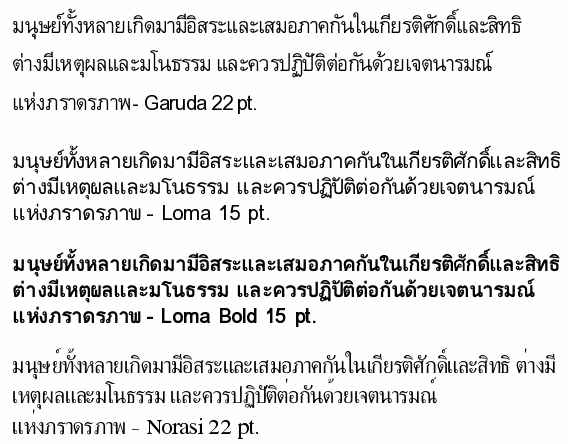 มนุษย์ทั้งหลายเกิดมามีอิสระและเสมอภาคกันในเกียรติศักดิ์และสิทธิ
ต่างมีเหตุผลและมโนธรรม และควรปฏิบัติต่อกันด้วยเจตนารมณ์
แห่งภราดรภาพ- Garuda 22 pt.
มนุษย์ทั้งหลายเกิดมามีอิสระและเสมอภาคกันในเกียรติศักดิ์และสิทธิ
ต่างมีเหตุผลและมโนธรรม และควรปฏิบัติต่อกันด้วยเจตนารมณ์
แห่งภราดรภาพ - Loma 15 pt.
มนุษย์ทั้งหลายเกิดมามีอิสระและเสมอภาคกันในเกียรติศักดิ์และสิทธิ
ต่างมีเหตุผลและมโนธรรม และควรปฏิบัติต่อกันด้วยเจตนารมณ์
แห่งภราดรภาพ - Loma Bold 15 pt.
มนุษย์ทั้งหลายเกิดมามีอิสระและเสมอภาคกันในเกียรติศักดิ์และสิทธิ ต่างมี
เหตุผลและมโนธรรม และควรปฏิบัติต่อกันด้วยเจตนารมณ์
แห่งภราดรภาพ – Norasi 22 pt.